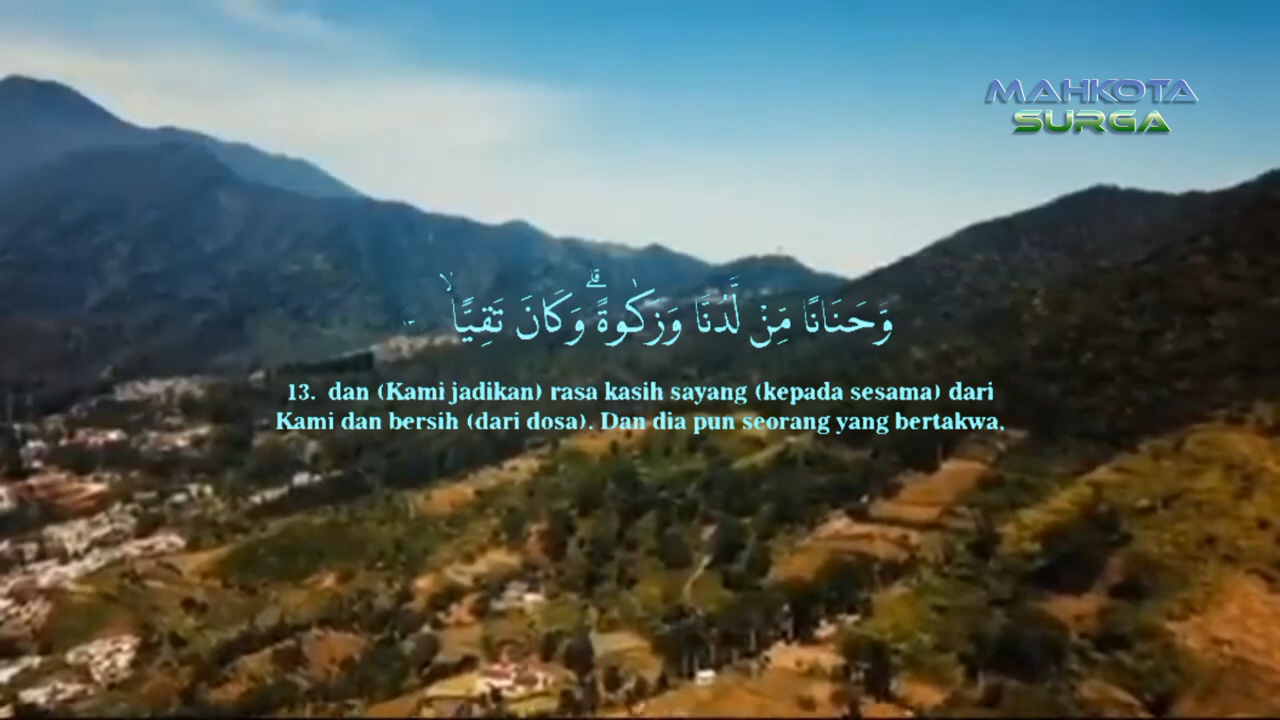 MAHKOTA
SURGA
وَّحَنَانًا مِّنْ لَّدُنَّا وَزَكٰوةً ۗوَكَانَ تَقِيًّا ۙ
13. dan (Kami jadikan) rasa kasih sayang (kepada sesama) dari
Kami dan bersih (dari dosa). Dan dia pun seorang yang bertakwa,